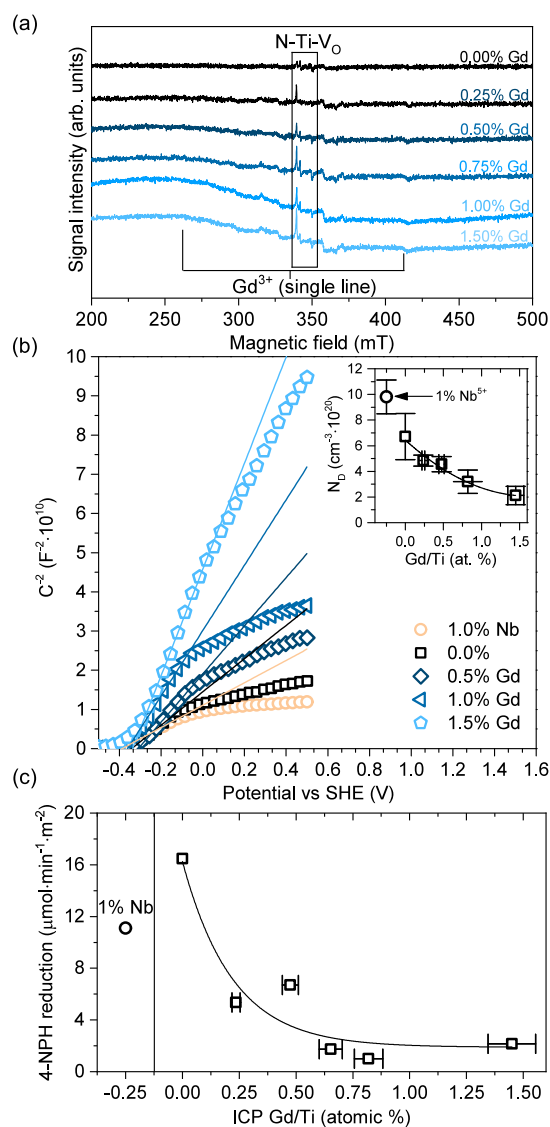 (a)
N-Ti-V_O
0.00% Gd
0.25% Gd
0.50% Gd
0.75% Gd
1.00% Gd
1.50% Gd
Signal intensity (arb. units)
Gd³⁺ (single line)
200 250 300 350 400 450 500
Magnetic field (mT)
(b)
10
9
8
7
6
5
4
3
2
1
0
C⁻² (F⁻²·10¹⁰)
12
10
8
6
4
2
0
N_D (cm⁻³·10²⁰)
1% Nb⁵⁺
0.0 0.5 1.0 1.5
Gd/Ti (at. %)
1.0% Nb
0.0%
0.5% Gd
1.0% Gd
1.5% Gd
-0.4 -0.2 0.0 0.2 0.4 0.6 0.8 1.0 1.2 1.4 1.6
Potential vs SHE (V)
(c)
20
16
12
8
4
0
4-NPH reduction (μmol·min⁻¹·m⁻²)
1% Nb
-0.25 0.00 0.25 0.50 0.75 1.00 1.25 1.50
ICP Gd/Ti (atomic %)